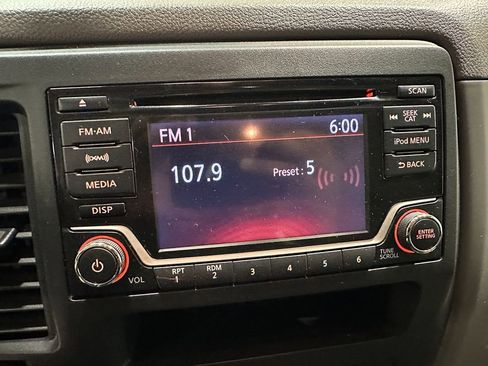 SCAN
FM·AM
FM 1 6:00
SEEK
CAT
(XM)
107.9 Preset : 5
iPod MENU
MEDIA
BACK
DISP
ENTER
SETTING
VOL
RPT RDM
1 2 3 4 5 6
TUNE
SCROLL